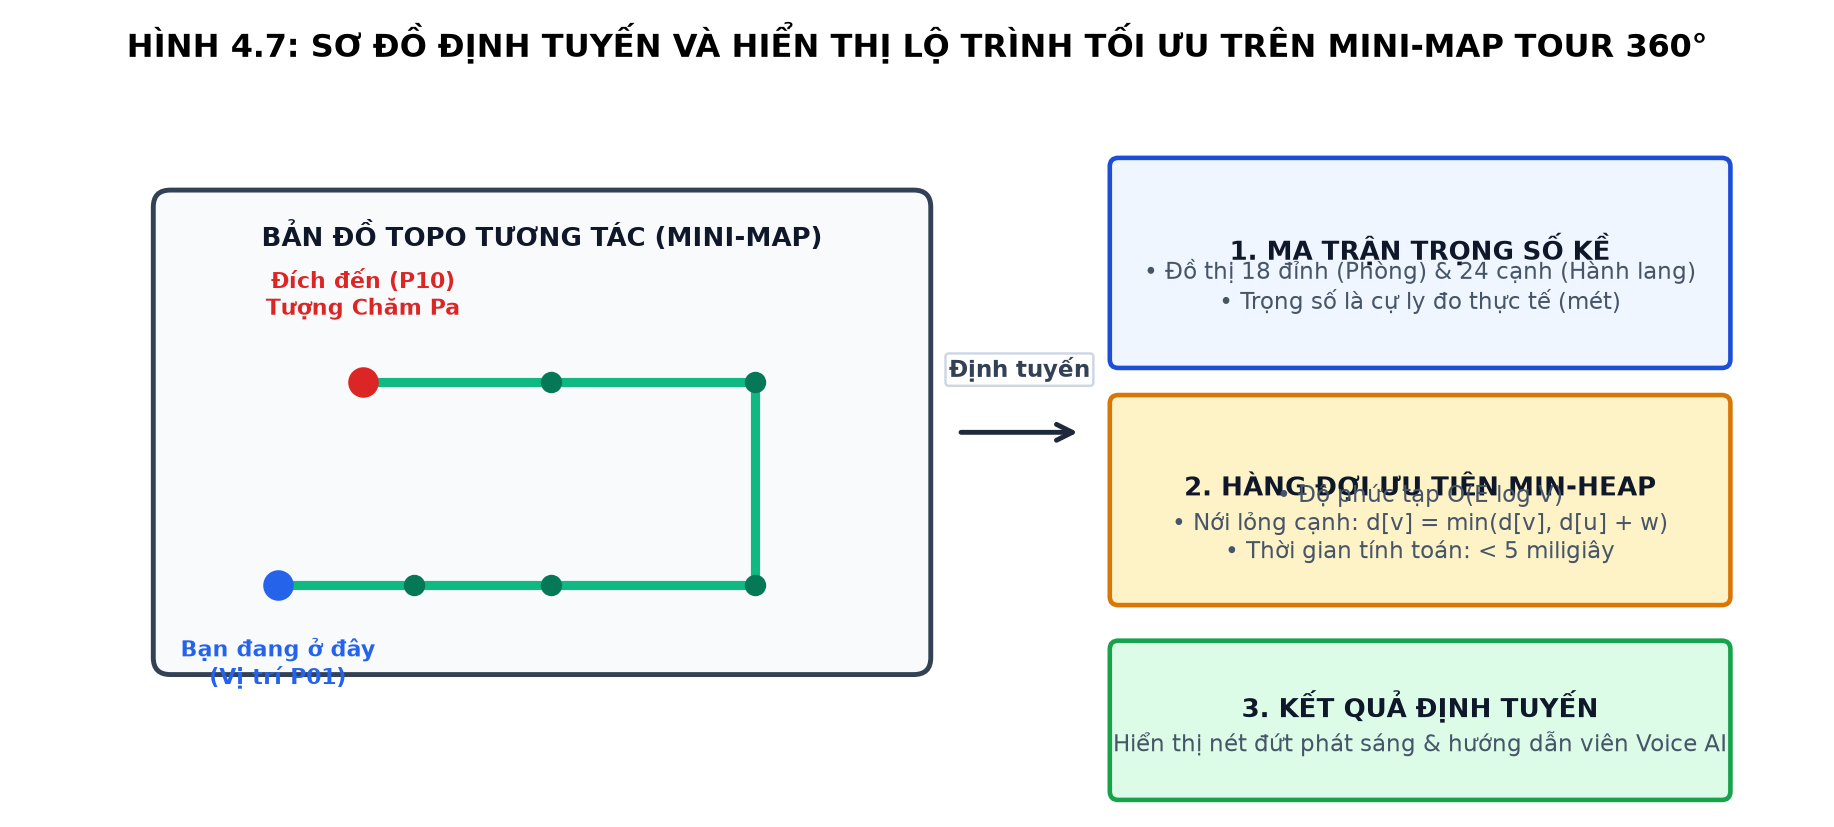 HÌNH 4.7: SƠ ĐỒ ĐỊNH TUYẾN VÀ HIỂN THỊ LỘ TRÌNH TỐI ƯU TRÊN MINI-MAP TOUR 360°
BẢN ĐỒ TOPO TƯƠNG TÁC (MINI-MAP)
Đích đến (P10)
Tượng Chăm Pa
Bạn đang ở đây
(Vị trí P01)
Định tuyến
1. MA TRẬN TRỌNG SỐ KỀ
• Đồ thị 18 đỉnh (Phòng) & 24 cạnh (Hành lang)
• Trọng số là cự ly đo thực tế (mét)
2. HÀNG ĐỢI ƯU TIÊN MIN-HEAP
• Độ phức tạp O(E log V)
• Nới lỏng cạnh: d[v] = min(d[v], d[u] + w)
• Thời gian tính toán: < 5 miligiây
3. KẾT QUẢ ĐỊNH TUYẾN
Hiển thị nét đứt phát sáng & hướng dẫn viên Voice AI